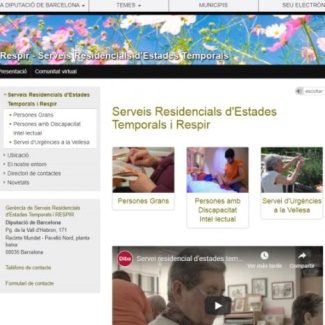 A DIPUTACIÓ DE BARCELONA
TEMES
MUNICIPIS
SEU ELECTRÒN
Respir - Serveis Residencials d'Estades Temporals
Presentació
Comunitat virtual
escoltar
Serveis Residencials d'Estades
Temporals i Respir
Persones Grans
Persones amb Discapacitat
Intel·lectual
Servei d'Urgències a la Vellesa
Ubicació
El nostre entorn
Directori de contactes
Novetats
Gerència de Serveis Residencials
d'Estades Temporals i RESPIR
Diputació de Barcelona
Pg. de la Vall d'Hebron, 171
Recinte Mundet - Pavelló Nord, planta
baixa
08035 Barcelona
Telèfons de contacte
Formulari de contacte
Serveis Residencials d'Estades
Temporals i Respir
Persones Grans
Persones amb
Discapacitat
Intel·lectual
Servei d'Urgències
a la Vellesa
Diba
Servei residencial d'estades tem...
Ver más tarde
Compartir